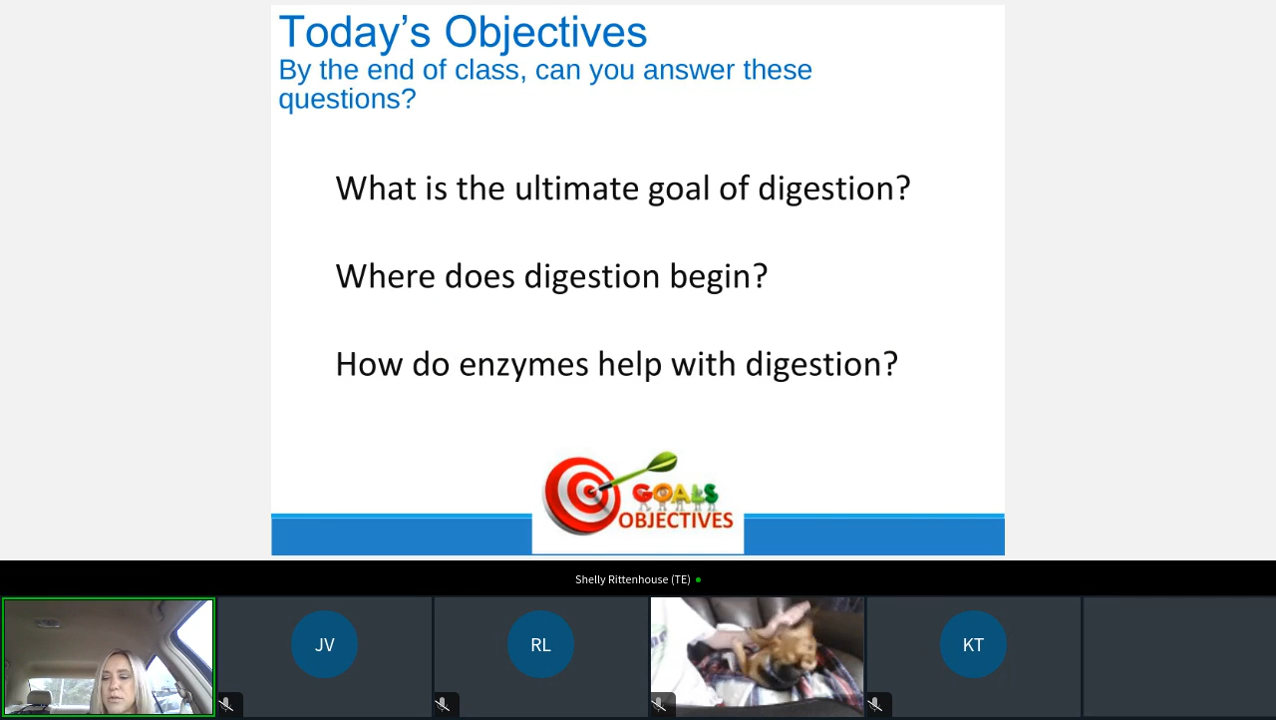 Today’s Objectives
By the end of class, can you answer these
questions?
What is the ultimate goal of digestion?
Where does digestion begin?
How do enzymes help with digestion?
GOALS
OBJECTIVES
Shelly Rittenhouse (TE)
JV
RL
KT